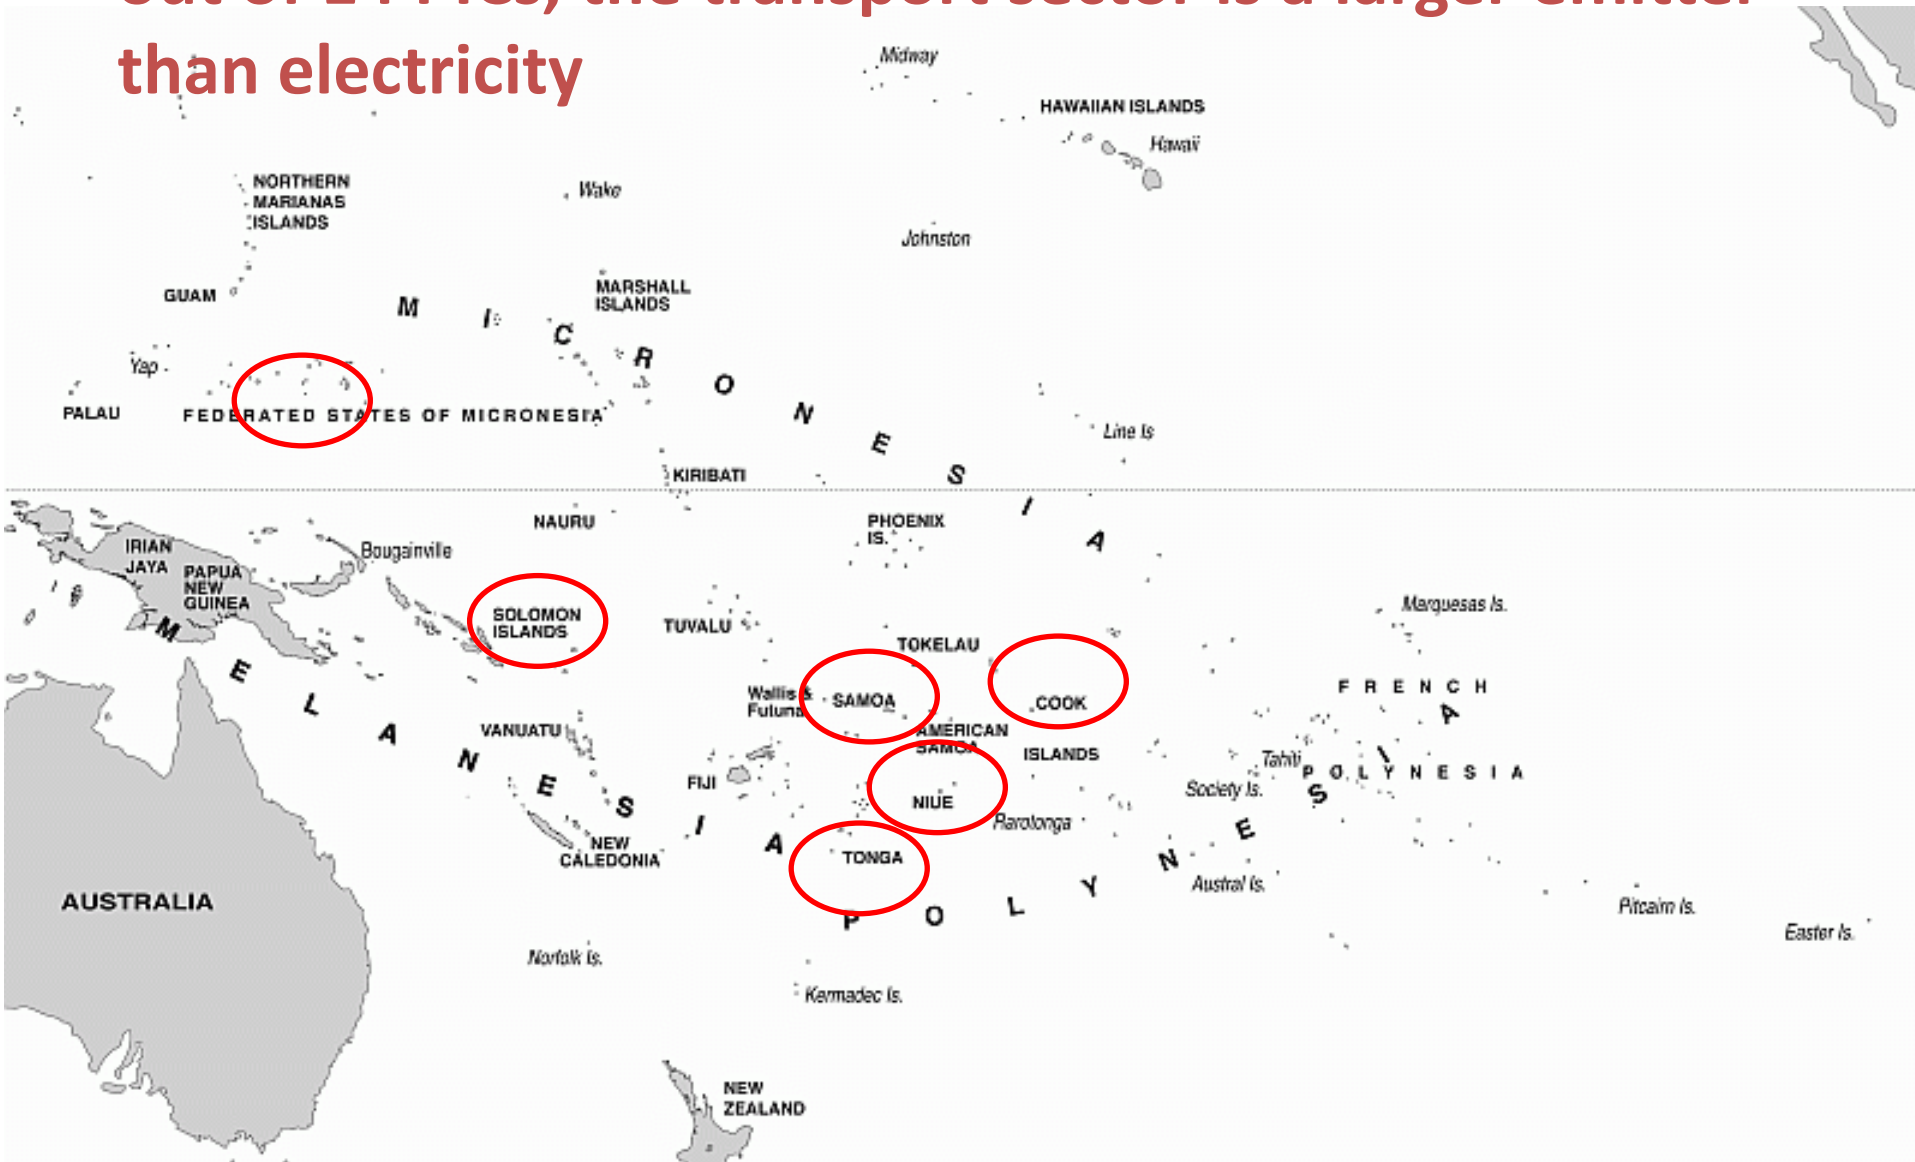 than electricity
Midway
HAWAIIAN ISLANDS
Hawaii
NORTHERN
MARIANAS
ISLANDS
Wake
Johnston
GUAM
MARSHALL
ISLANDS
M I C R O N E S I A
Yap
PALAU
FEDERATED STATES OF MICRONESIA
Line Is
KIRIBATI
NAURU
PHOENIX
IS.
IRIAN
JAYA
PAPUA
NEW
GUINEA
Bougainville
SOLOMON
ISLANDS
TUVALU
TOKELAU
Marquesas Is.
M E L A N E S I A
Wallis &
Futuna
SAMOA
COOK
ISLANDS
AMERICAN
SAMOA
FRENCH
POLYNESIA
VANUATU
FIJI
NIUE
Tahiti
Society Is.
Rarotonga
NEW
CALEDONIA
TONGA
P O L Y N E S I A
Austral Is.
AUSTRALIA
Pitcairn Is.
Easter Is.
Norfolk Is.
Kermadec Is.
NEW
ZEALAND